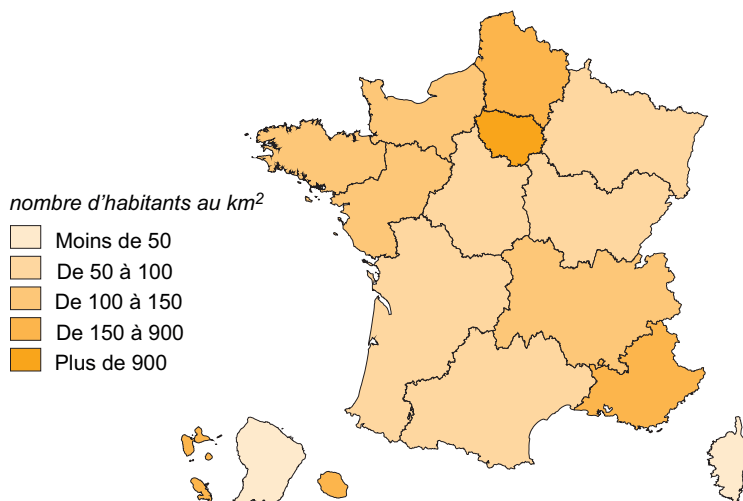 nombre d'habitants au km²
Moins de 50
De 50 à 100
De 100 à 150
De 150 à 900
Plus de 900